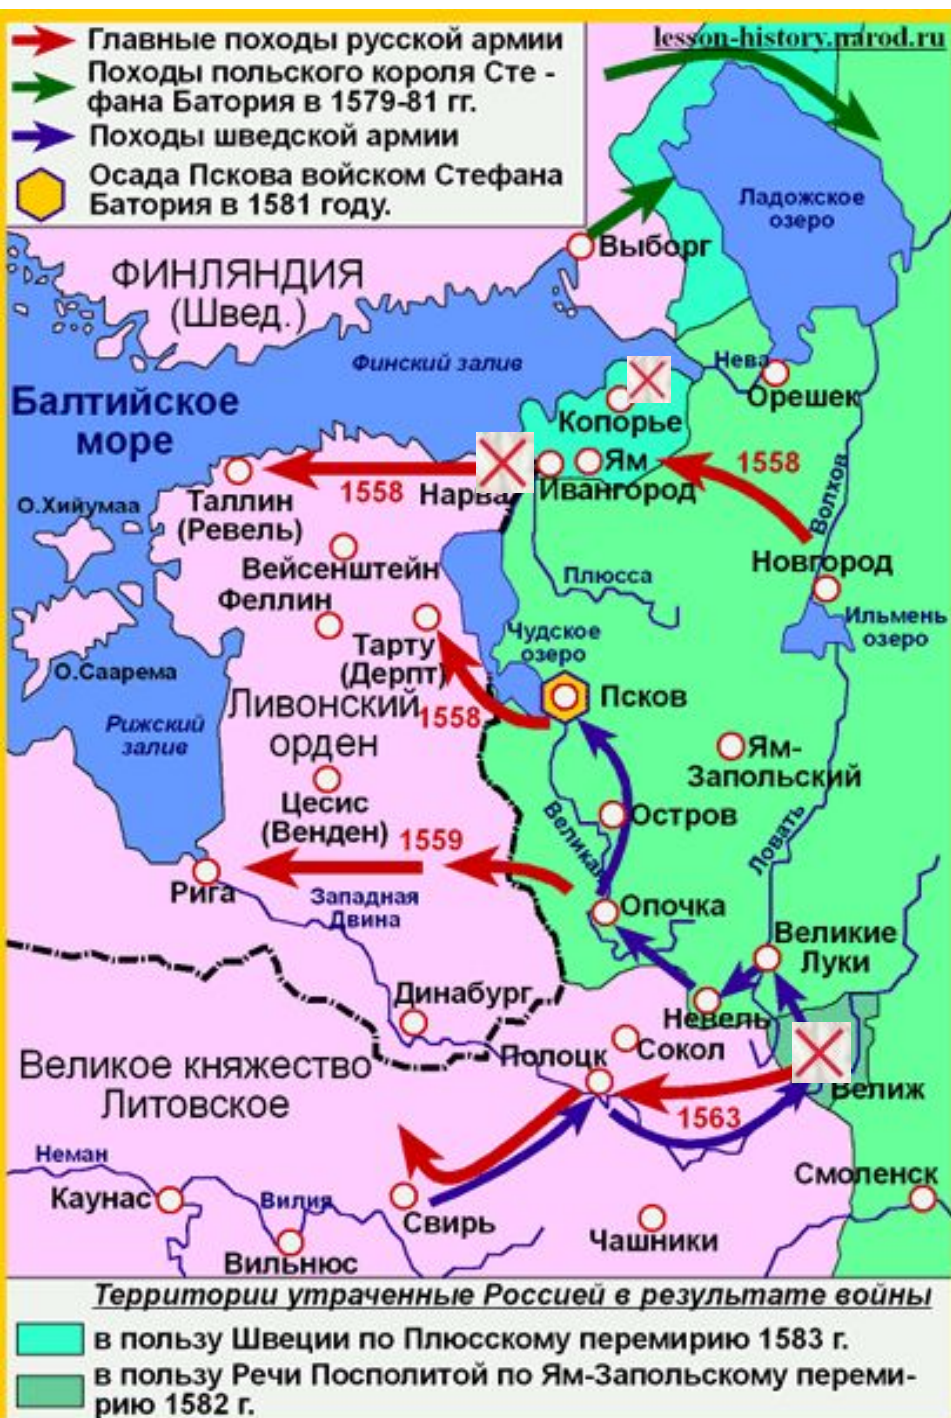 Главные походы русской армии
lesson-history.narod.ru
Походы польского короля Сте -
фана Батория в 1579-81 гг.
Походы шведской армии
Осада Пскова войском Стефана
Батория в 1581 году.
Ладожское
озеро
Выборг
ФИНЛЯНДИЯ
(Швед.)
Финский залив
Нева
Орешек
Балтийское
море
Копорье
Ям
1558
Таллин
(Ревель)
1558
Нарва
Ивангород
Волхов
О.Хийумаа
Вейсенштейн
Новгород
Феллин
Плюсса
Ильмень
озеро
Тарту
(Дерпт)
Чудское
озеро
О.Саарема
Ливонский
орден
1558
Псков
Рижский
залив
Ям-
Запольский
Цесис
(Венден)
Остров
Великая
Ловать
1559
Рига
Западная
Двина
Опочка
Великие
Луки
Динабург
Невель
Великое княжество
Литовское
Полоцк
Сокол
Велиж
1563
Неман
Каунас
Вилия
Свирь
Смоленск
Вильнюс
Чашники
Территории утраченные Россией в результате войны
в пользу Швеции по Плюсскому перемирию 1583 г.
в пользу Речи Посполитой по Ям-Запольскому переми-
рию 1582 г.